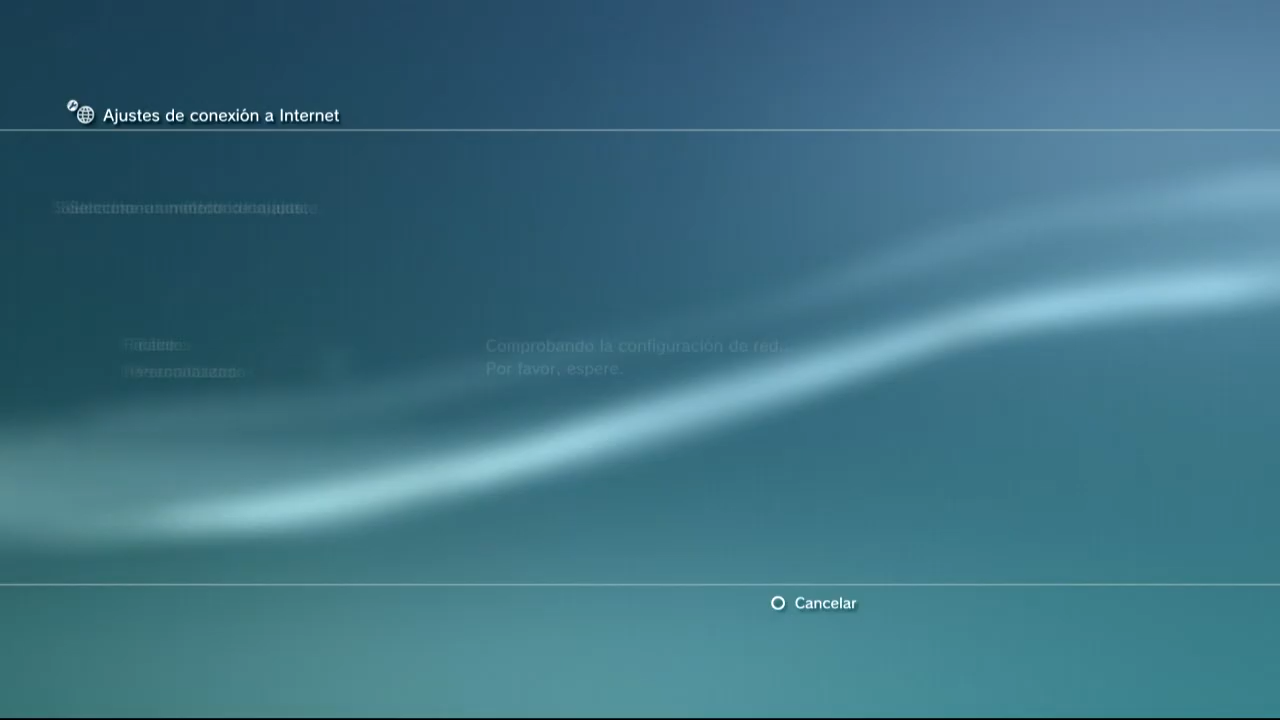 Ajustes de conexión a Internet
Comprobando la configuración de red...
Por favor, espere.
Cancelar